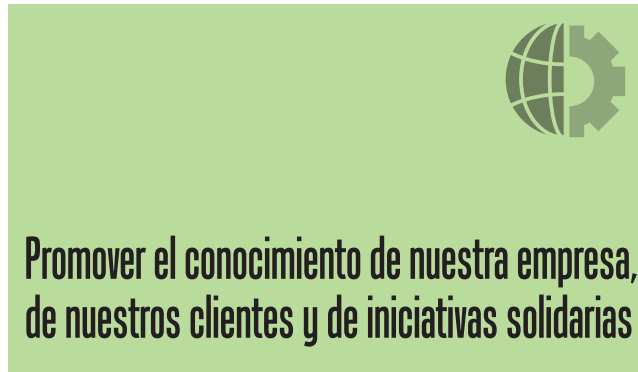 Promover el conocimiento de nuestra empresa,
de nuestros clientes y de iniciativas solidarias